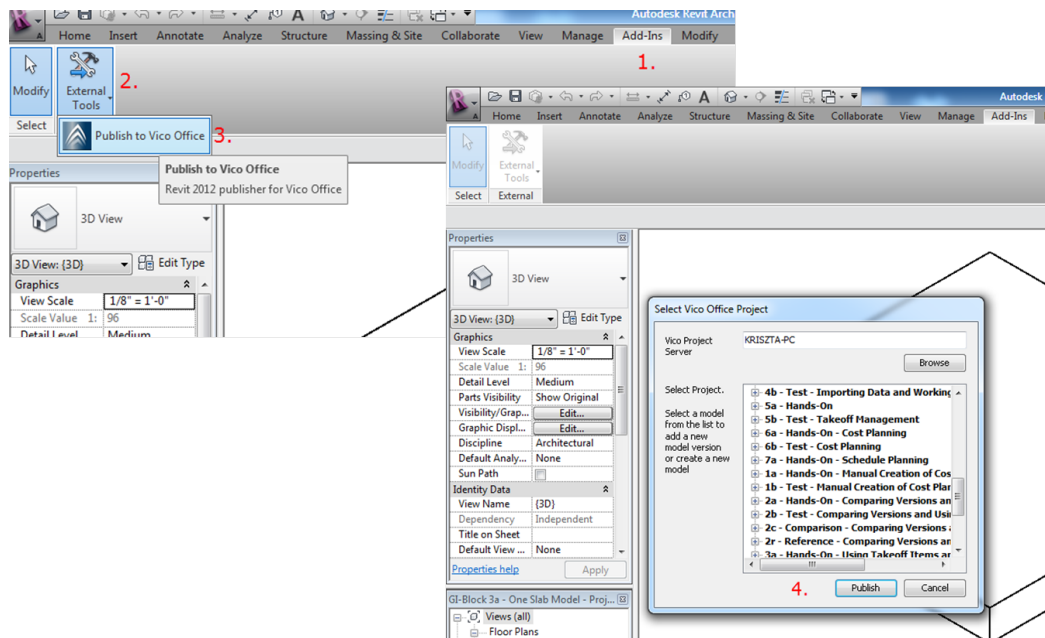 Autodesk Revit Arch
Home Insert Annotate Analyze Structure Massing & Site Collaborate View Manage Add-Ins Modify
1.
Modify
External
Tools
2.
Select
Publish to Vico Office
3.
Publish to Vico Office
Revit 2012 publisher for Vico Office
Properties
3D View
3D View: {3D}
Edit Type
Graphics
View Scale 1/8" = 1'-0"
Scale Value 1: 96
Detail Level Medium
Autodesk
Home Insert Annotate Analyze Structure Massing & Site Collaborate View Manage Add-Ins
Modify
External
Tools
Select External
Properties
3D View
3D View: {3D}
Edit Type
Graphics
View Scale 1/8" = 1'-0"
Scale Value 1: 96
Detail Level Medium
Parts Visibility Show Original
Visibility/Grap... Edit...
Graphic Displ... Edit...
Discipline Architectural
Default Analy... None
Sun Path
Identity Data
View Name {3D}
Dependency Independent
Title on Sheet
Default View ... None
Properties help Apply
GI-Block 3a - One Slab Model - Proj...
Views (all)
Floor Plans
Select Vico Office Project
Vico Project
Server
KRISZTA-PC
Browse
Select Project.
Select a model
from the list to
add a new
model version
or create a new
model
4b - Test - Importing Data and Working
5a - Hands-On
5b - Test - Takeoff Management
6a - Hands-On - Cost Planning
6b - Test - Cost Planning
7a - Hands-On - Schedule Planning
1a - Hands-On - Manual Creation of Cos
1b - Test - Manual Creation of Cost Plan
2a - Hands-On - Comparing Versions an
2b - Test - Comparing Versions and Usi
2c - Comparison - Comparing Versions
2r - Reference - Comparing Versions an
3a - Hands-On - Using Takeoff Items ar
4.
Publish
Cancel